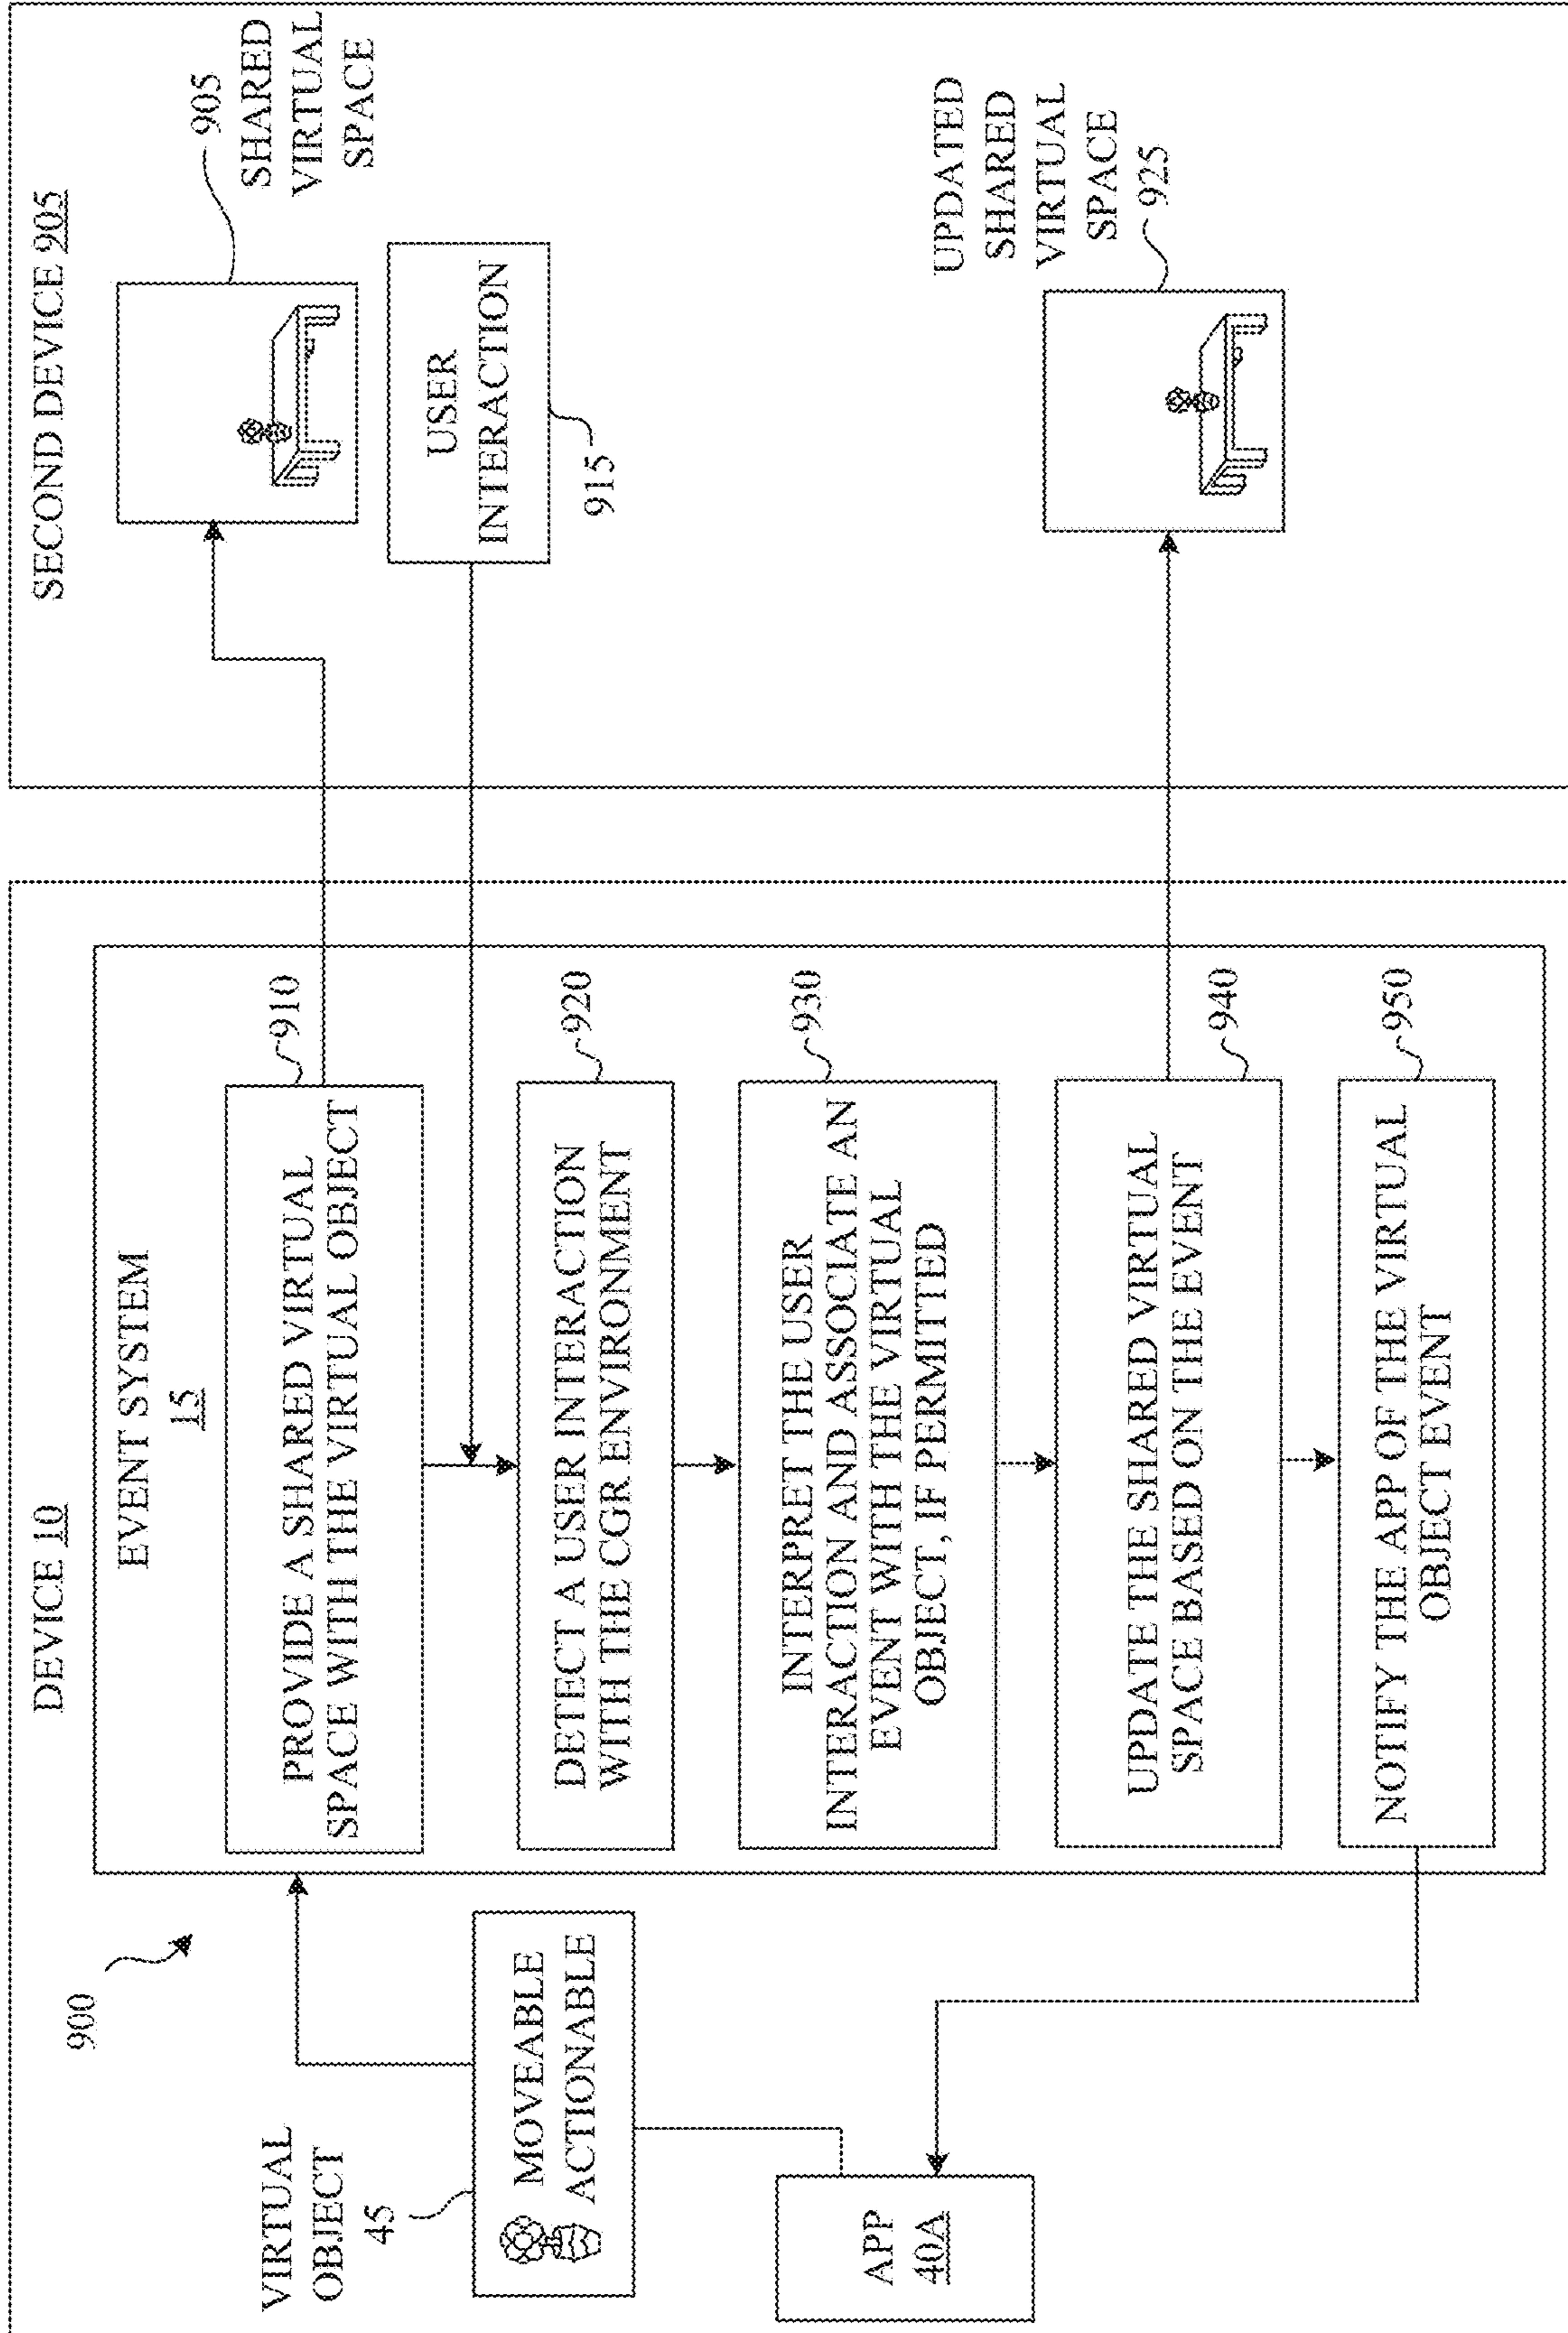 DEVICE 10
SECOND DEVICE 905
900
EVENT SYSTEM
15
VIRTUAL
OBJECT
45
MOVEABLE
ACTIONABLE
APP
40A
PROVIDE A SHARED VIRTUAL
SPACE WITH THE VIRTUAL OBJECT
910
DETECT A USER INTERACTION
WITH THE CGR ENVIRONMENT
920
INTERPRET THE USER
INTERACTION AND ASSOCIATE AN
EVENT WITH THE VIRTUAL
OBJECT, IF PERMITTED
930
UPDATE THE SHARED VIRTUAL
SPACE BASED ON THE EVENT
940
NOTIFY THE APP OF THE VIRTUAL
OBJECT EVENT
950
905
SHARED
VIRTUAL
SPACE
USER
INTERACTION
915
UPDATED
SHARED
VIRTUAL
SPACE
925